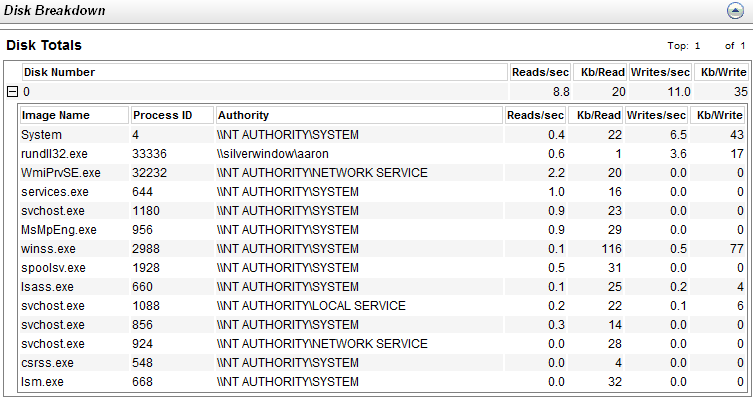 Disk Breakdown
Disk Totals Top: 1 of 1
Disk Number Reads/sec Kb/Read Writes/sec Kb/Write
0 8.8 20 11.0 35
Image Name Process ID Authority Reads/sec Kb/Read Writes/sec Kb/Write
System 4 \\NT AUTHORITY\SYSTEM 0.4 22 6.5 43
rundll32.exe 33336 \\silverwindow\aaron 0.6 1 3.6 17
WmiPrvSE.exe 32232 \\NT AUTHORITY\NETWORK SERVICE 2.2 20 0.0 0
services.exe 644 \\NT AUTHORITY\SYSTEM 1.0 16 0.0 0
svchost.exe 1180 \\NT AUTHORITY\SYSTEM 0.9 23 0.0 0
MsMpEng.exe 956 \\NT AUTHORITY\SYSTEM 0.9 29 0.0 0
winss.exe 2988 \\NT AUTHORITY\SYSTEM 0.1 116 0.5 77
spoolsv.exe 1928 \\NT AUTHORITY\SYSTEM 0.5 31 0.0 0
lsass.exe 660 \\NT AUTHORITY\SYSTEM 0.1 25 0.2 4
svchost.exe 1088 \\NT AUTHORITY\LOCAL SERVICE 0.2 22 0.1 6
svchost.exe 856 \\NT AUTHORITY\SYSTEM 0.3 14 0.0 0
svchost.exe 924 \\NT AUTHORITY\NETWORK SERVICE 0.0 28 0.0 0
csrss.exe 548 \\NT AUTHORITY\SYSTEM 0.0 4 0.0 0
lsm.exe 668 \\NT AUTHORITY\SYSTEM 0.0 32 0.0 0